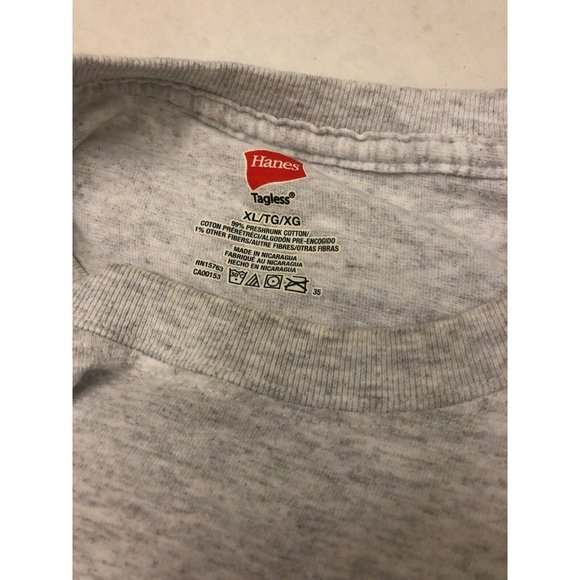 Hanes
Tagless®
XL/TG/XG
99% PRESHRUNK COTTON/
COTON PRÉRÉTRÉCI/ALGODÓN PRE-ENCOGIDO
1% OTHER FIBERS/AUTRE FIBRES/OTRAS FIBRAS
MADE IN NICARAGUA
FABRIQUÉ AU NICARAGUA
HECHO EN NICARAGUA
RN15763
CA00153
35